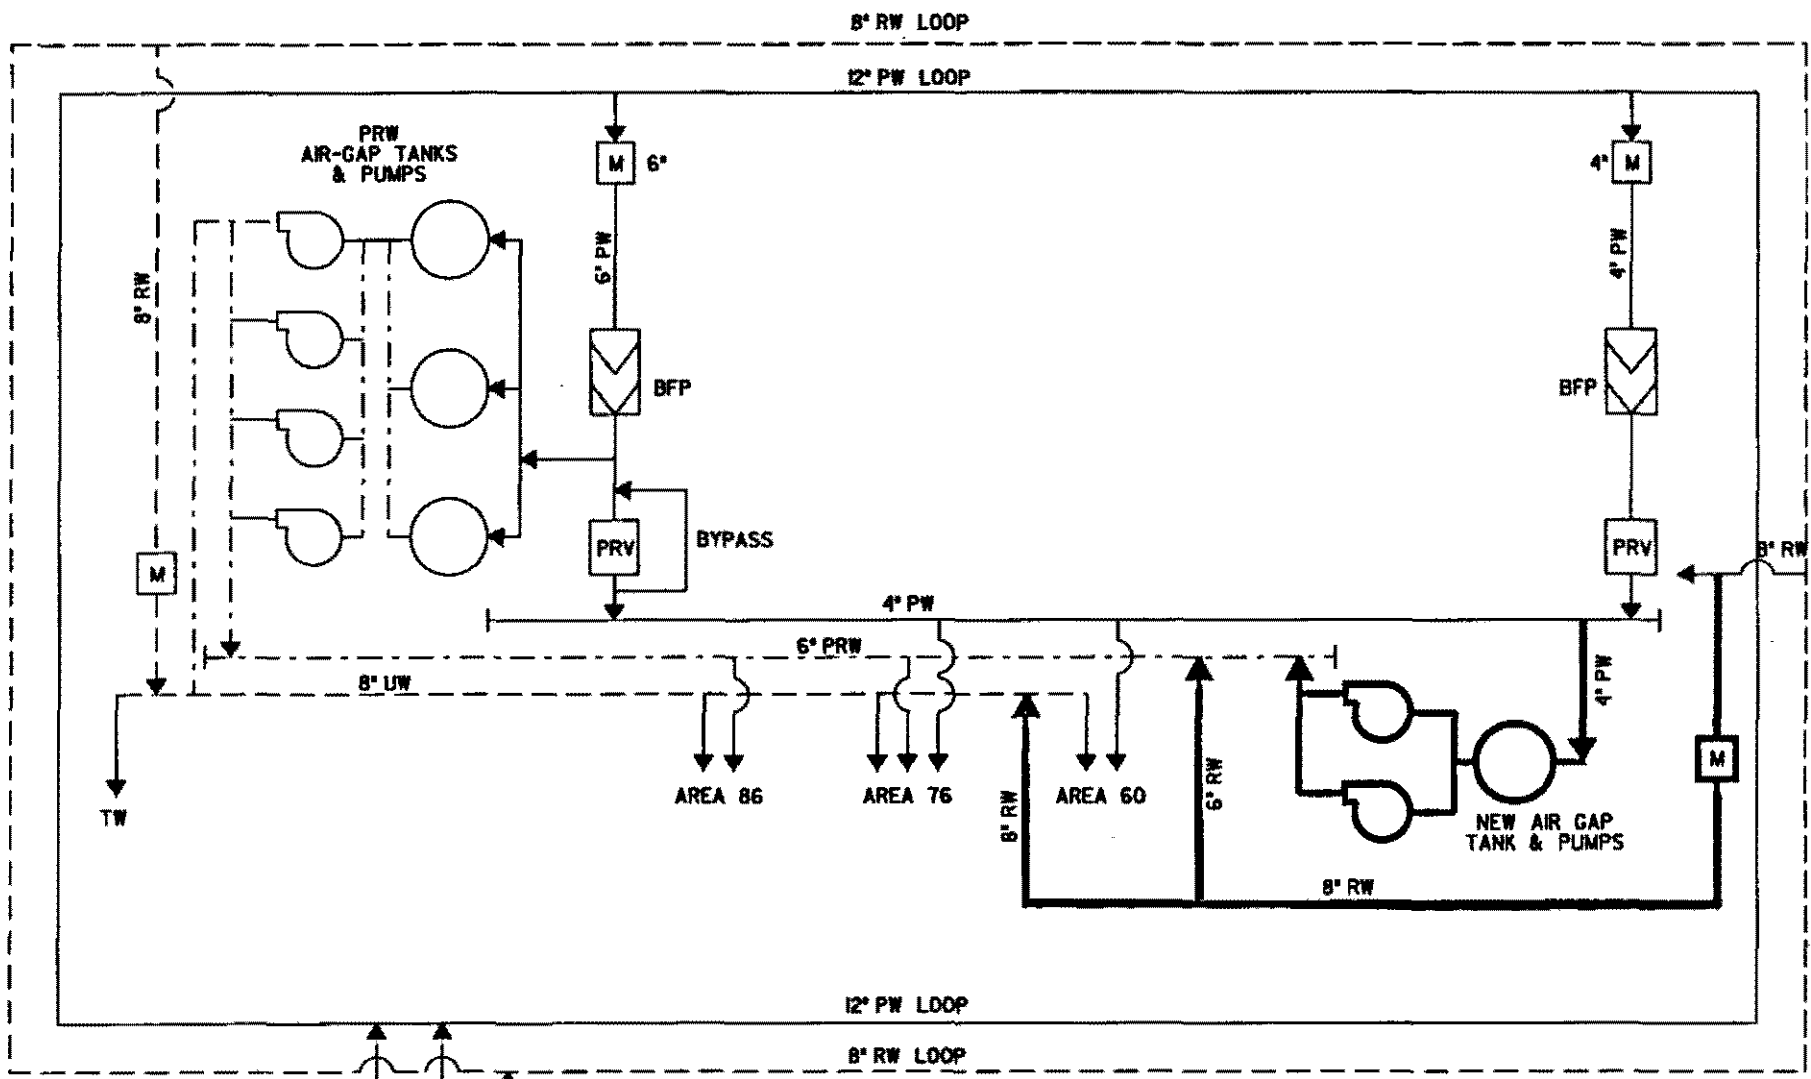 8" RW LOOP
12" PW LOOP
PRW
AIR-GAP TANKS
& PUMPS
M
6"
4"
M
8" RW
6" PW
4" PW
BFP
BFP
M
PRV
BYPASS
PRV
8" RW
4" PW
6" PRW
8" UW
4" PW
TW
AREA 86
AREA 76
AREA 60
8" RW
6" RW
M
NEW AIR GAP
TANK & PUMPS
8" RW
12" PW LOOP
8" RW LOOP